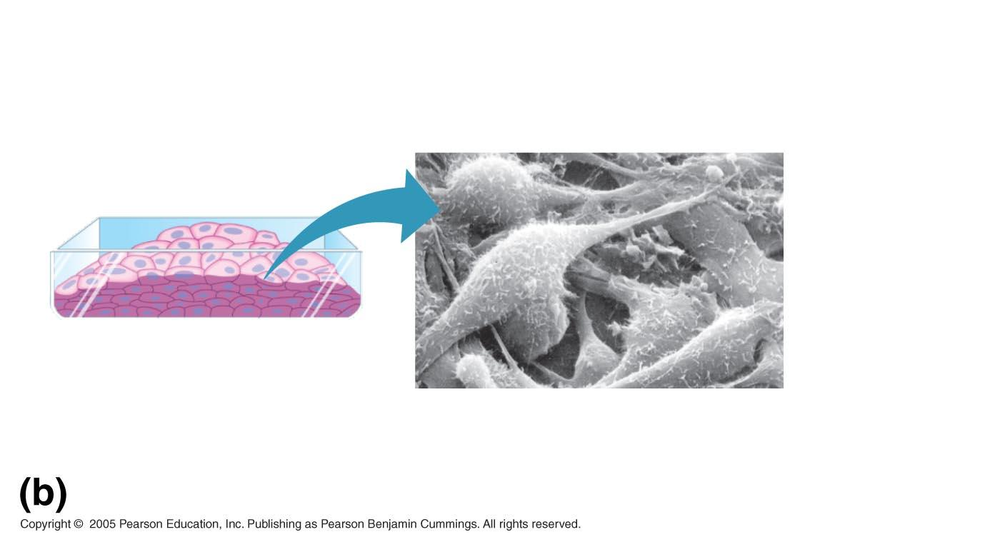 (b)
Copyright © 2005 Pearson Education, Inc. Publishing as Pearson Benjamin Cummings. All rights reserved.